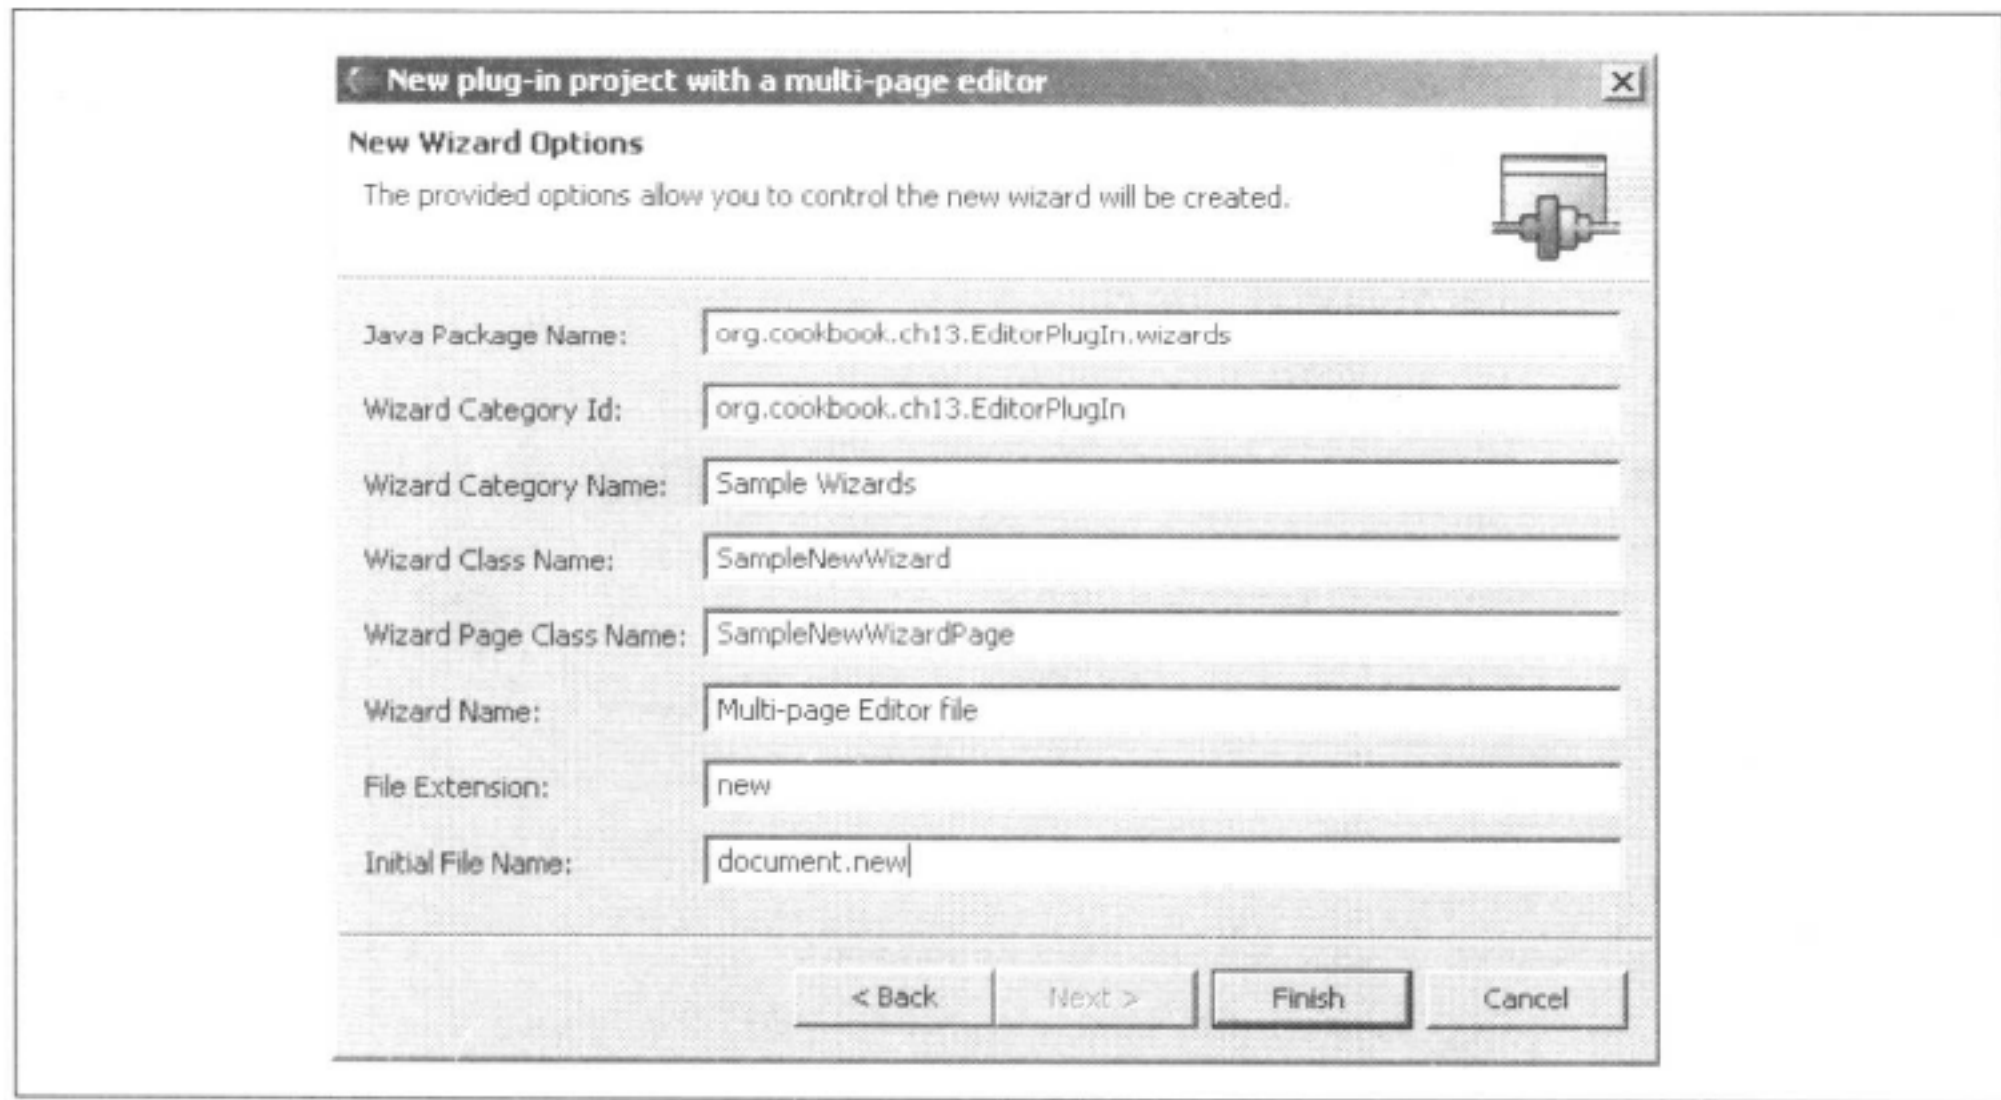 New plug-in project with a multi-page editor
New Wizard Options
The provided options allow you to control the new wizard will be created.
Java Package Name: org.cookbook.ch13.EditorPlugIn.wizards
Wizard Category Id: org.cookbook.ch13.EditorPlugIn
Wizard Category Name: Sample Wizards
Wizard Class Name: SampleNewWizard
Wizard Page Class Name: SampleNewWizardPage
Wizard Name: Multi-page Editor file
File Extension: new
Initial File Name: document.new
< Back Next > Finish Cancel